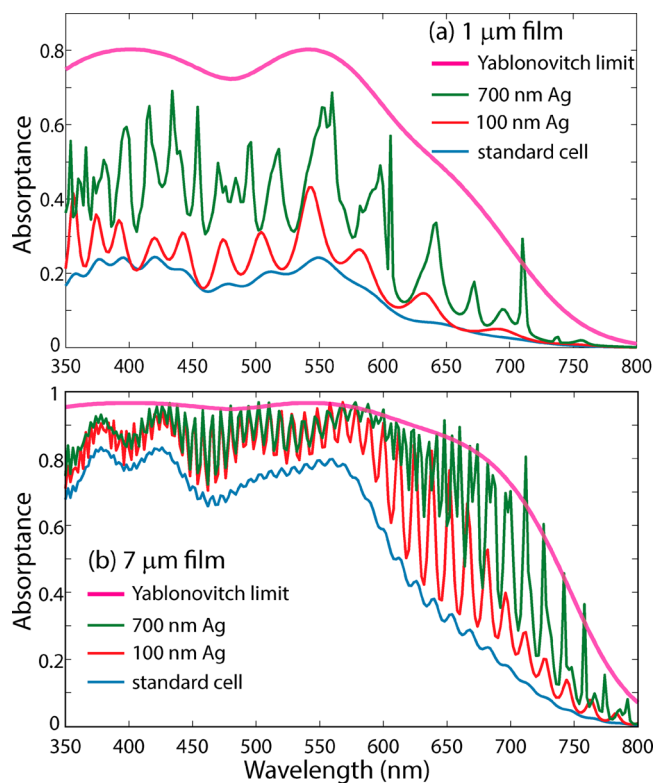 (a) 1 μm film
Yablonovitch limit
700 nm Ag
100 nm Ag
standard cell
Absorptance
0.8
0.6
0.4
0.2
0
350 400 450 500 550 600 650 700 750 800
(b) 7 μm film
Yablonovitch limit
700 nm Ag
100 nm Ag
standard cell
Absorptance
1
0.8
0.6
0.4
0.2
0
350 400 450 500 550 600 650 700 750 800
Wavelength (nm)